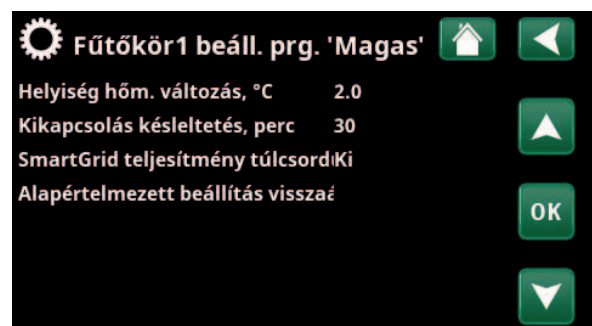 Fűtőkör1 beáll. prg. 'Magas'
Helyiség hőm. változás, °C 2.0
Kikapcsolás késleltetés, perc 30
SmartGrid teljesítmény túlcsord Ki
Alapértelmezett beállítás visszaá
OK